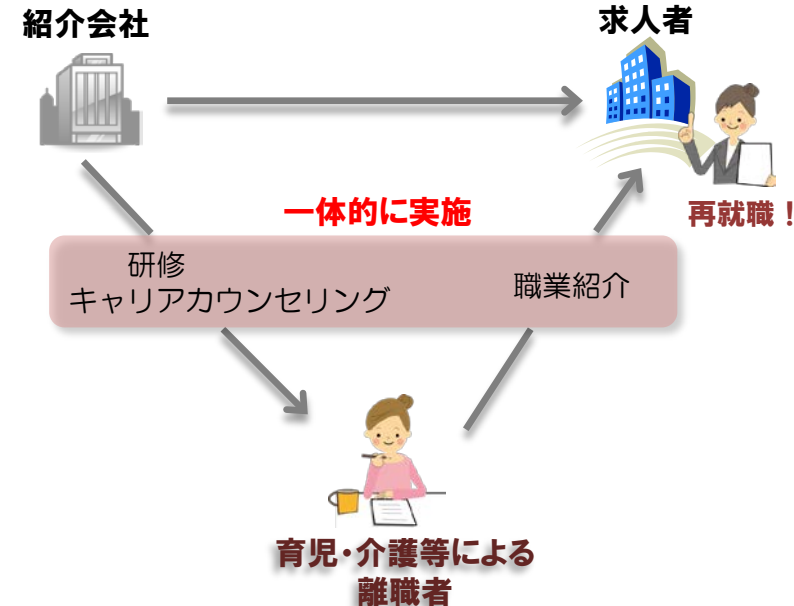 紹介会社
求人者
一体的に実施
再就職！
研修
キャリアカウンセリング
職業紹介
育児・介護等による
離職者